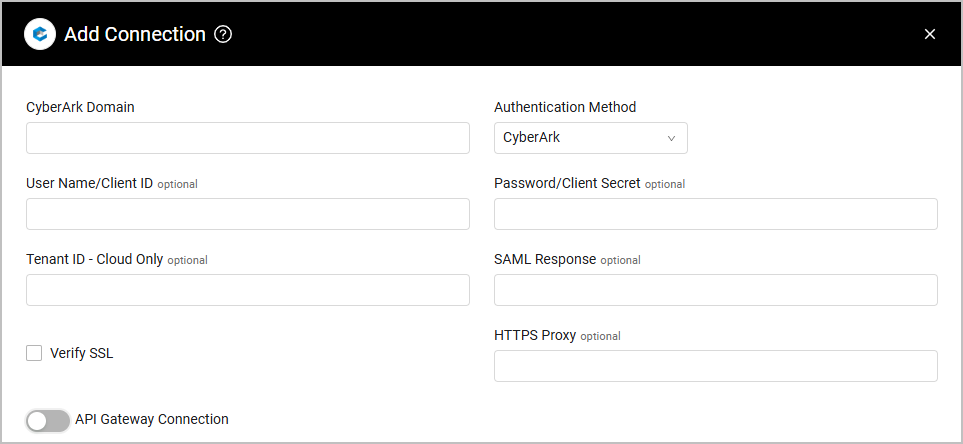 Add Connection ?
CyberArk Domain
Authentication Method
CyberArk
User Name/Client ID optional
Password/Client Secret optional
Tenant ID - Cloud Only optional
SAML Response optional
Verify SSL
HTTPS Proxy optional
API Gateway Connection